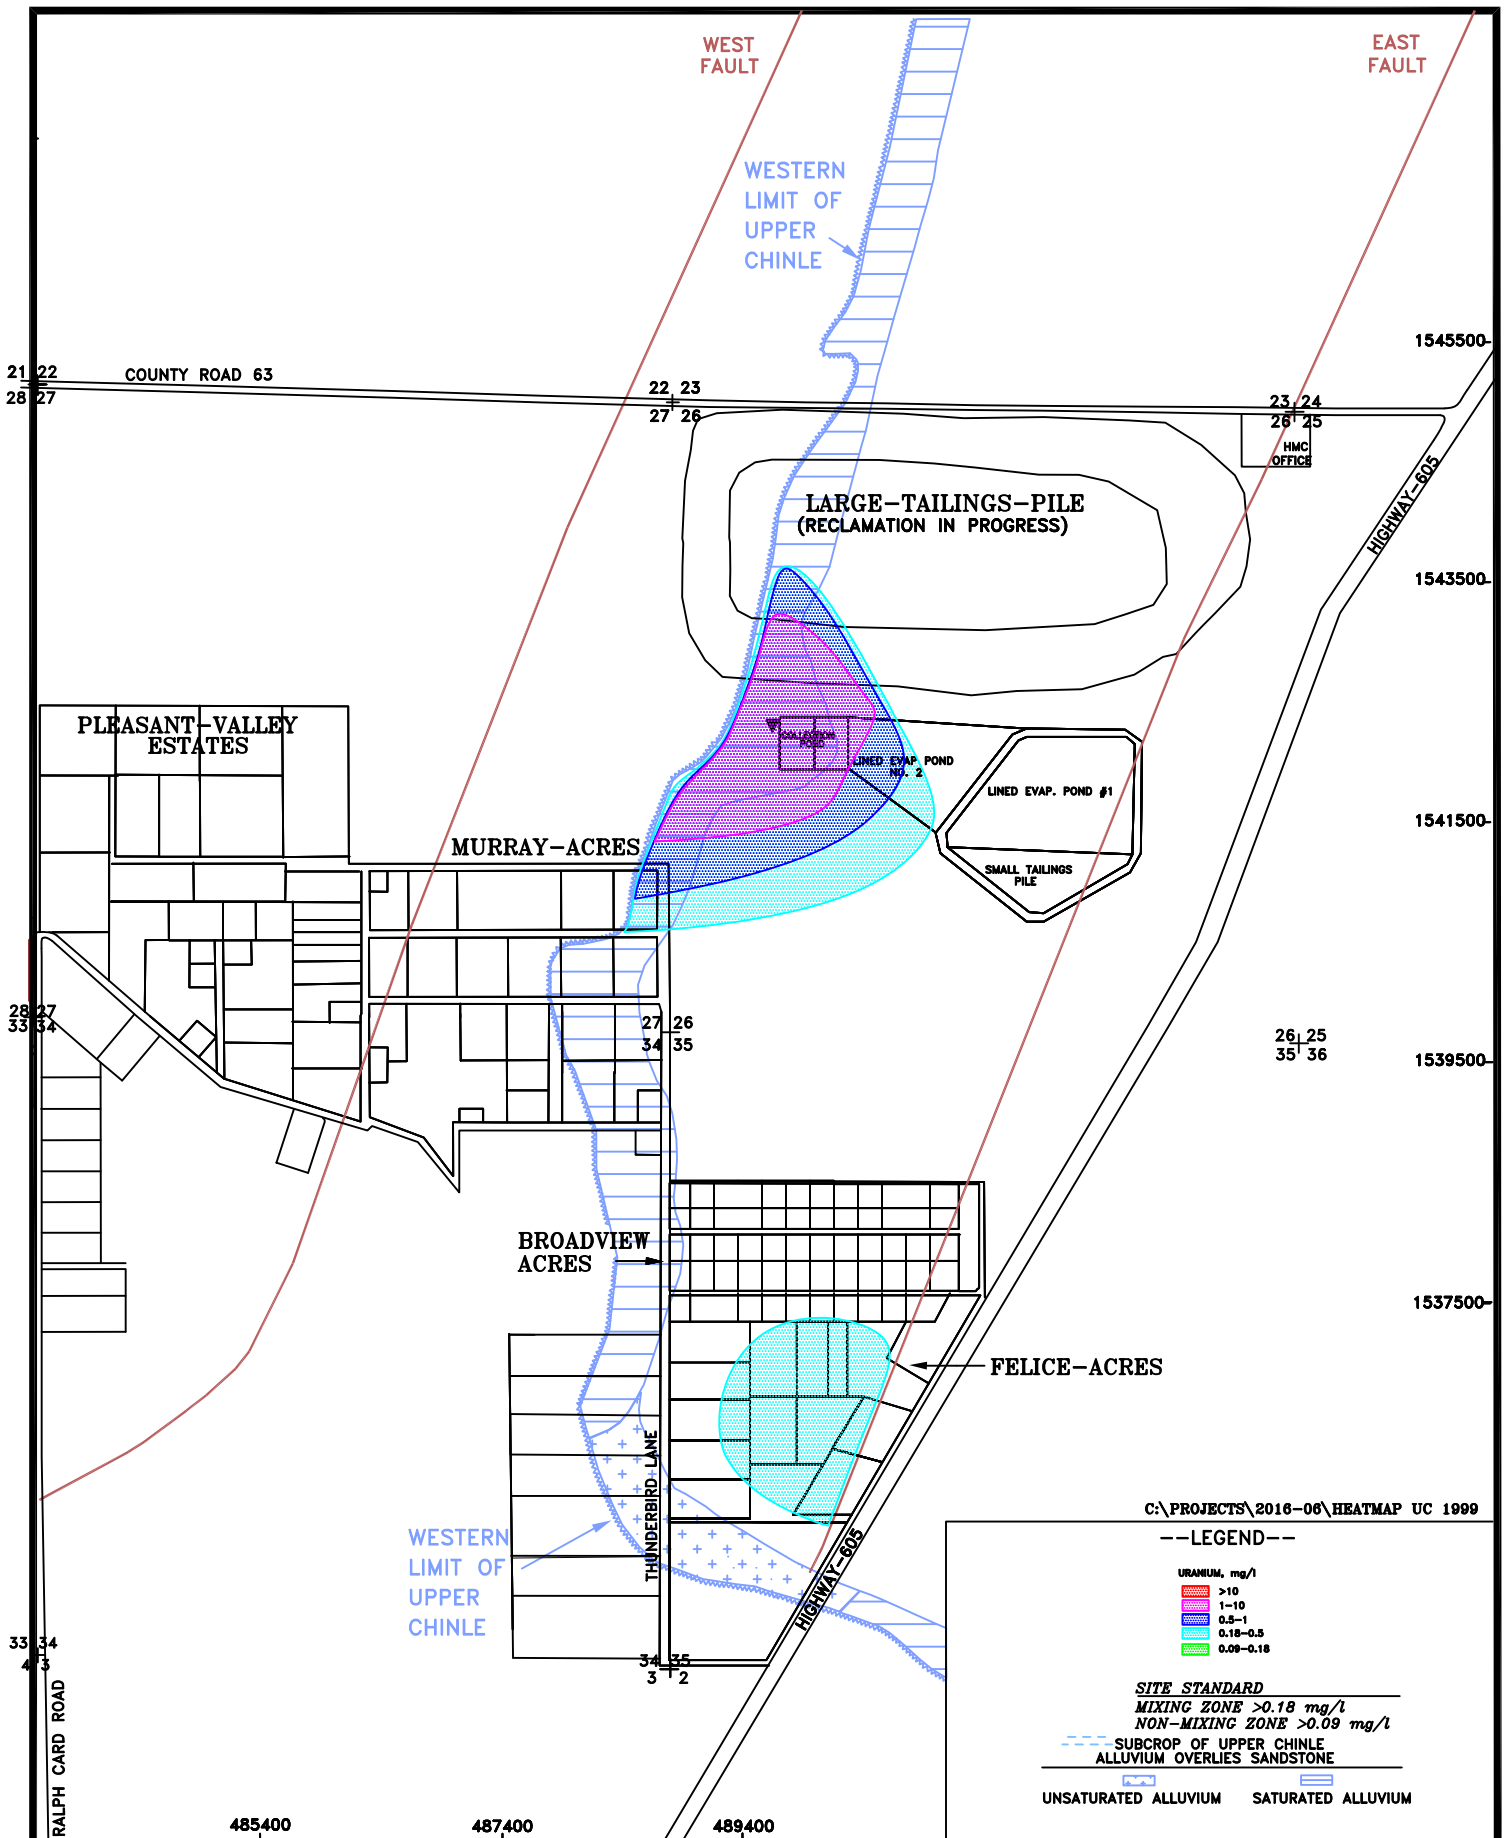 WEST
FAULT
EAST
FAULT
WESTERN
LIMIT OF
UPPER
CHINLE
1545500
21 22
28 27
COUNTY ROAD 63
22 23
27 26
23 24
26 25
HMC
OFFICE
HIGHWAY-605
LARGE-TAILINGS-PILE
(RECLAMATION IN PROGRESS)
1543500
PLEASANT-VALLEY
ESTATES
COLLECTION
POND
LINED EVAP POND
NO. 2
LINED EVAP. POND #1
1541500
MURRAY-ACRES
SMALL TAILINGS
PILE
28 27
33 34
27 26
34 35
26 25
35 36
1539500
BROADVIEW
ACRES
1537500
FELICE-ACRES
THUNDERBIRD LANE
WESTERN
LIMIT OF
UPPER
CHINLE
HIGHWAY-605
33 34
4 3
34 35
3 2
RALPH CARD ROAD
485400
487400
489400
C:\PROJECTS\2016-06\HEATMAP UC 1999
--LEGEND--
URANIUM, mg/l
>10
1-10
0.5-1
0.18-0.5
0.09-0.18
SITE STANDARD
MIXING ZONE >0.18 mg/l
NON-MIXING ZONE >0.09 mg/l
SUBCROP OF UPPER CHINLE
ALLUVIUM OVERLIES SANDSTONE
UNSATURATED ALLUVIUM
SATURATED ALLUVIUM